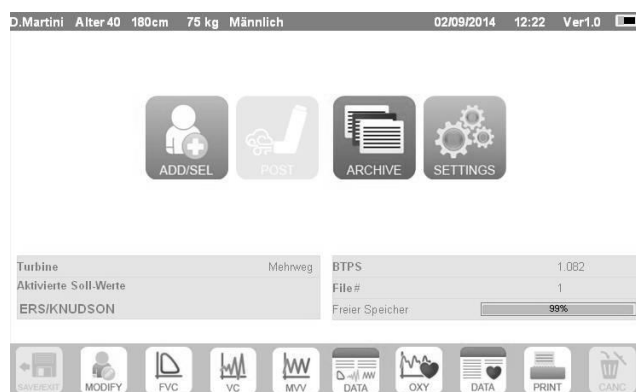 D.Martini Alter 40 180cm 75 kg Männlich 02/09/2014 12:22 Ver1.0
ADD/SEL POST ARCHIVE SETTINGS
Turbine Mehrweg
Aktivierte Soll-Werte
ERS/KNUDSON
BTPS 1.082
File# 1
Freier Speicher 99%
SAVE/EXIT MODIFY FVC VC MVV DATA OXY DATA PRINT CANC